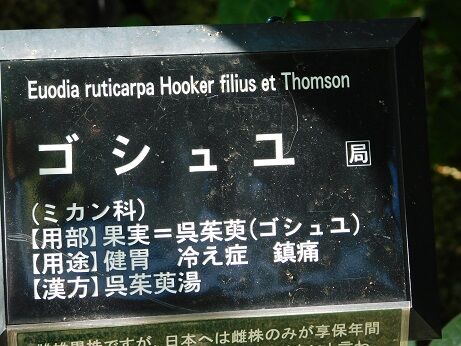 Euodia ruticarpa Hooker filius et Thomson
ゴシュユ 局
(ミカン科)
【用部】果実=呉茱萸(ゴシュユ)
【用途】健胃 冷え症 鎮痛
【漢方】呉茱萸湯
雌雄異株ですが、日本へは雌株のみが享保年間